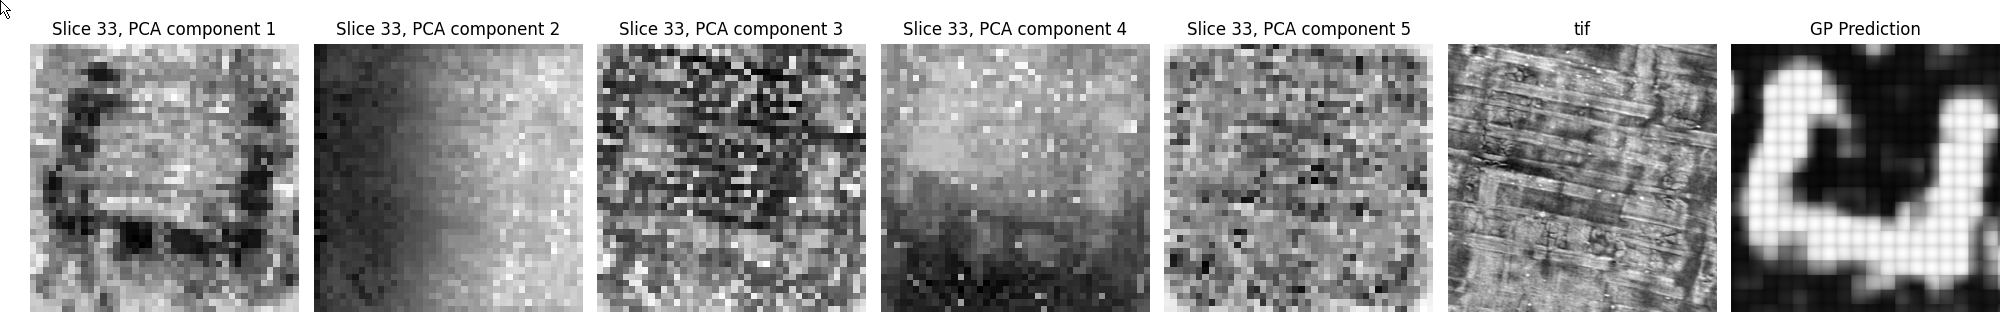 Slice 33, PCA component 1 Slice 33, PCA component 2 Slice 33, PCA component 3 Slice 33, PCA component 4 Slice 33, PCA component 5 tif GP Prediction